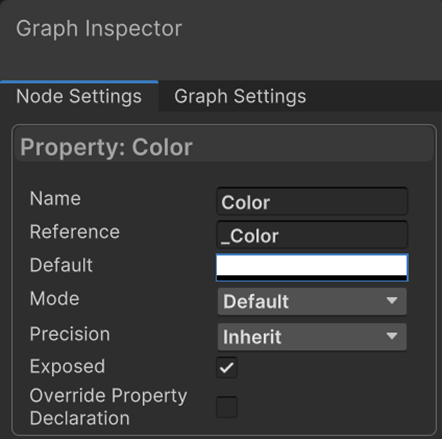 Graph Inspector
Node Settings Graph Settings
Property: Color
Name Color
Reference _Color
Default
Mode Default
Precision Inherit
Exposed
Override Property
Declaration